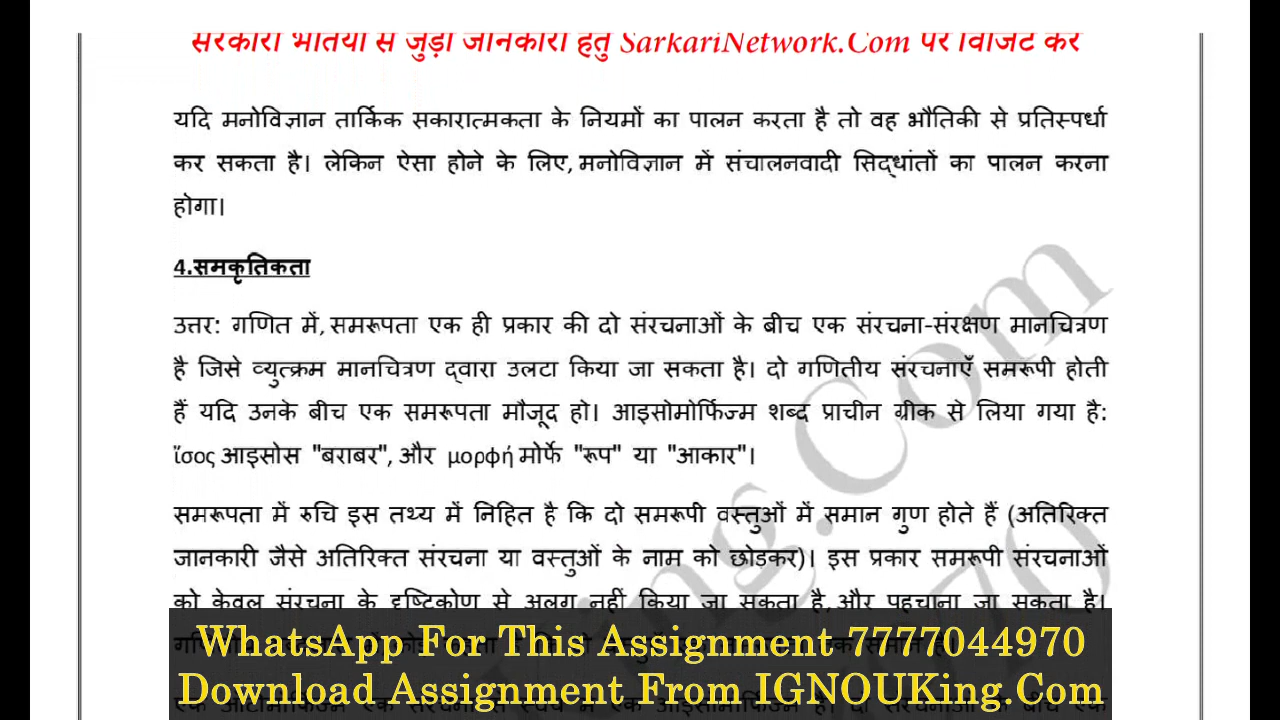 सरकारी भर्तियों से जुड़ी जानकारी हेतु SarkariNetwork.Com पर विजिट करें
यदि मनोविज्ञान तार्किक सकारात्मकता के नियमों का पालन करता है तो वह भौतिकी से प्रतिस्पर्धा
कर सकता है। लेकिन ऐसा होने के लिए, मनोविज्ञान में संचालनवादी सिद्धांतों का पालन करना
होगा।
4.समकृतिकता
उत्तर: गणित में, समरूपता एक ही प्रकार की दो संरचनाओं के बीच एक संरचना-संरक्षण मानचित्रण
है जिसे व्युत्क्रम मानचित्रण द्वारा उलटा किया जा सकता है। दो गणितीय संरचनाएँ समरूपी होती
हैं यदि उनके बीच एक समरूपता मौजूद हो। आइसोमोर्फिज्म शब्द प्राचीन ग्रीक से लिया गया है:
ἴσος आइसोस "बराबर", और μορφή मोर्फे "रूप" या "आकार"।
समरूपता में रुचि इस तथ्य में निहित है कि दो समरूपी वस्तुओं में समान गुण होते हैं (अतिरिक्त
जानकारी जैसे अतिरिक्त संरचना या वस्तुओं के नाम को छोडकर)। इस प्रकार समरूपी संरचनाओं
को केवल संरचना के दृष्टिकोण से अलग नहीं किया जा सकता है, और पहचाना जा सकता है।
WhatsApp For This Assignment 7777044970
Download Assignment From IGNOUKing.Com